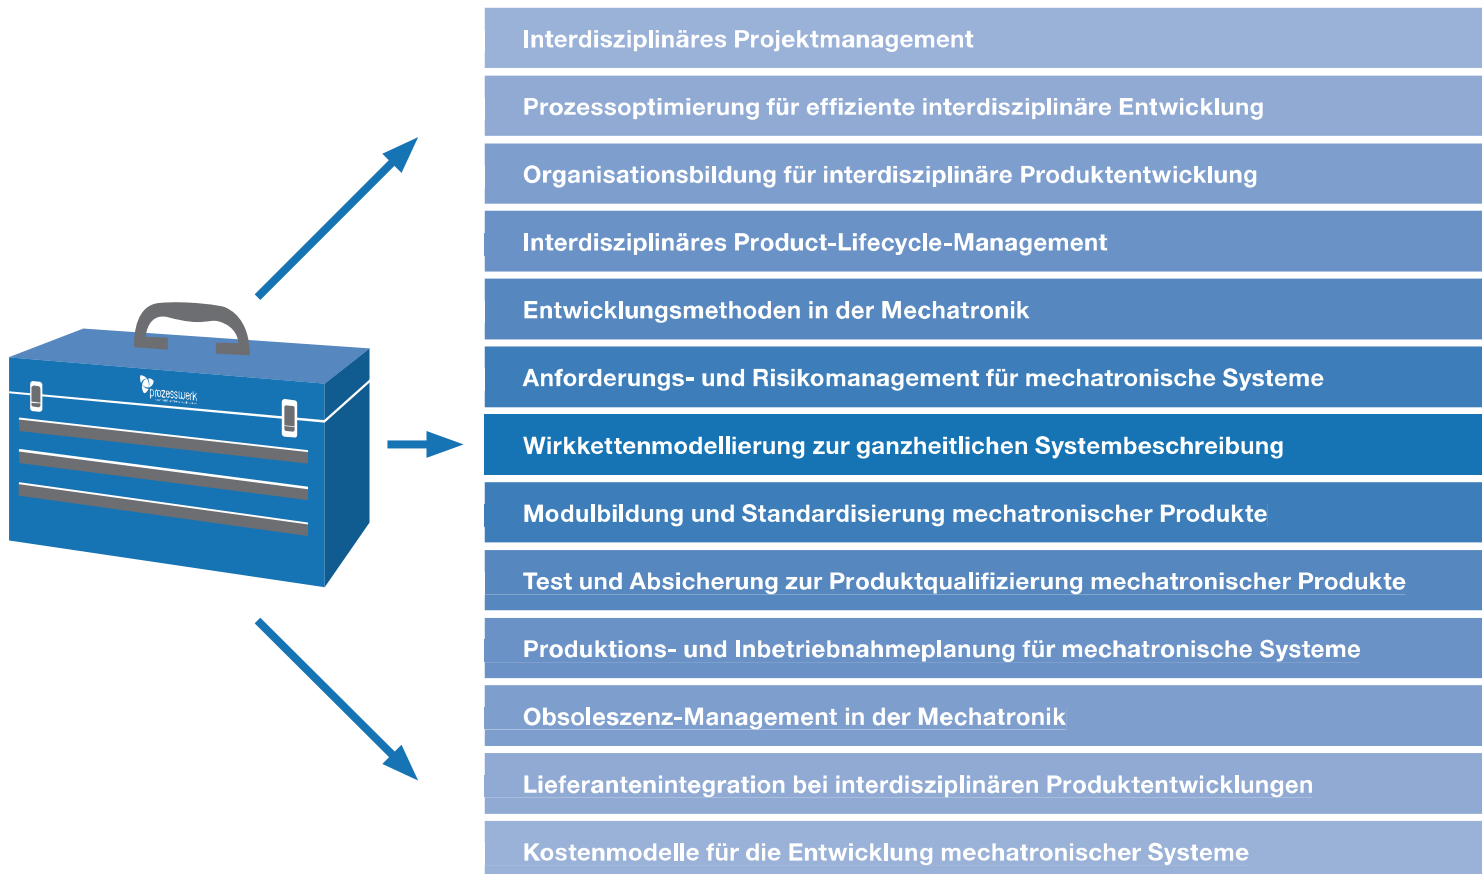 Interdisziplinäres Projektmanagement
Prozessoptimierung für effiziente interdisziplinäre Entwicklung
Organisationsbildung für interdisziplinäre Produktentwicklung
Interdisziplinäres Product-Lifecycle-Management
Entwicklungsmethoden in der Mechatronik
Anforderungs- und Risikomanagement für mechatronische Systeme
prozesswerk
Wirkkettenmodellierung zur ganzheitlichen Systembeschreibung
Modulbildung und Standardisierung mechatronischer Produkte
Test und Absicherung zur Produktqualifizierung mechatronischer Produkte
Produktions- und Inbetriebnahmeplanung für mechatronische Systeme
Obsoleszenz-Management in der Mechatronik
Lieferantenintegration bei interdisziplinären Produktentwicklungen
Kostenmodelle für die Entwicklung mechatronischer Systeme